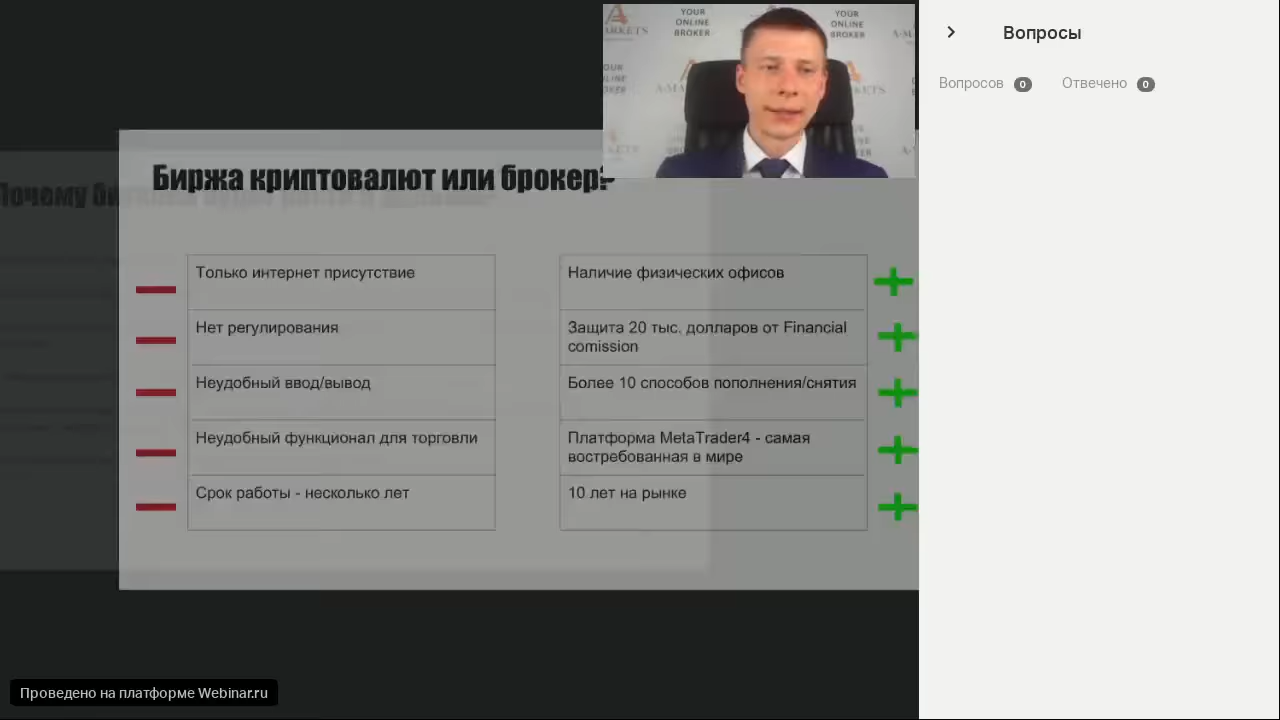 YOUR
ONLINE
BROKER
YOUR
ONLINE
BROKER
Вопросы
Вопросов 0 Отвечено 0
Почему
Биржа криптовалют или брокер?
Только интернет присутствие
Наличие физических офисов
Нет регулирования
Защита 20 тыс. долларов от Financial
comission
Неудобный ввод/вывод
Более 10 способов пополнения/снятия
Неудобный функционал для торговли
Платформа MetaTrader4 - самая
востребованная в мире
Срок работы - несколько лет
10 лет на рынке
Проведено на платформе Webinar.ru